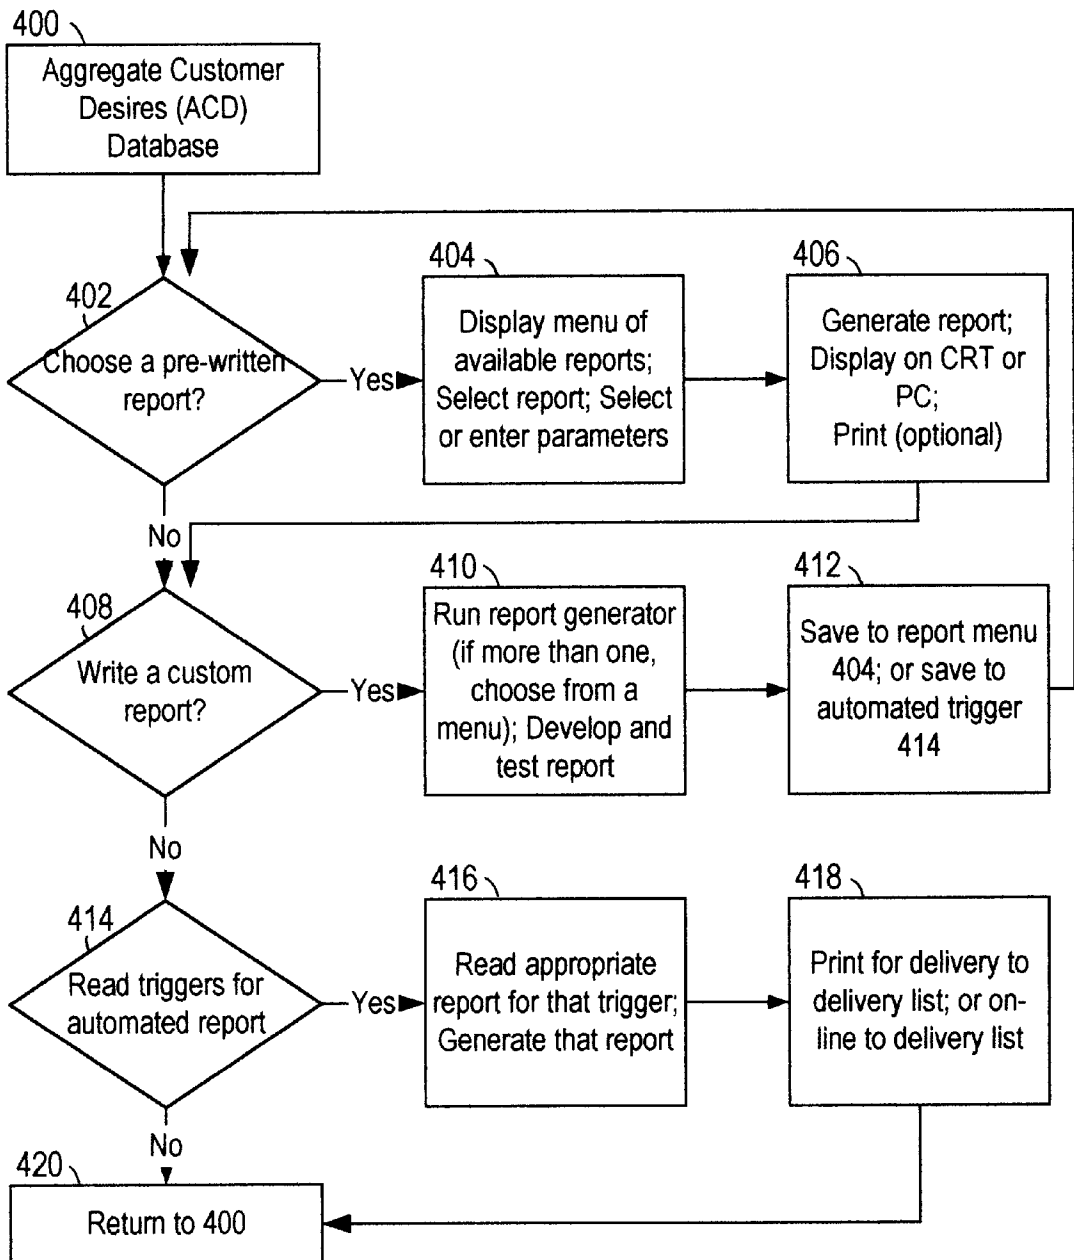 400
Aggregate Customer
Desires (ACD)
Database
402
Choose a pre-written
report?
Yes
404
Display menu of
available reports;
Select report; Select
or enter parameters
406
Generate report;
Display on CRT or
PC;
Print (optional)
No
408
Write a custom
report?
Yes
410
Run report generator
(if more than one,
choose from a
menu); Develop and
test report
412
Save to report menu
404; or save to
automated trigger
414
No
414
Read triggers for
automated report
Yes
416
Read appropriate
report for that trigger;
Generate that report
418
Print for delivery to
delivery list; or on-
line to delivery list
No
420
Return to 400